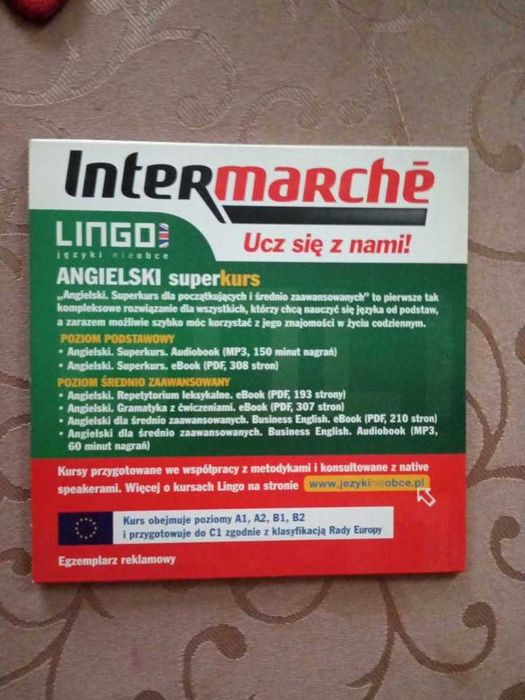 InterMarchē
LINGO
języki nieobce
Ucz się z nami!
ANGIELSKI superkurs
„Angielski. Superkurs dla początkujących i średnio zaawansowanych" to pierwsze tak
kompleksowe rozwiązanie dla wszystkich, którzy chcą nauczyć się języka od podstaw,
a zarazem możliwie szybko móc korzystać z jego znajomości w życiu codziennym.
POZIOM PODSTAWOWY
• Angielski. Superkurs. Audiobook (MP3, 150 minut nagrań)
• Angielski. Superkurs. eBook (PDF, 308 stron)
POZIOM ŚREDNIO ZAAWANSOWANY
• Angielski. Repetytorium leksykalne. eBook (PDF, 193 strony)
• Angielski. Gramatyka z ćwiczeniami. eBook (PDF, 307 stron)
• Angielski dla średnio zaawansowanych. Business English. eBook (PDF, 210 stron)
• Angielski dla średnio zaawansowanych. Business English. Audiobook (MP3,
60 minut nagrań)
Kursy przygotowane we współpracy z metodykami i konsultowane z native
speakerami. Więcej o kursach Lingo na stronie www.jezykinieobce.pl
Kurs obejmuje poziomy A1, A2, B1, B2
i przygotowuje do C1 zgodnie z klasyfikacją Rady Europy
Egzemplarz reklamowy